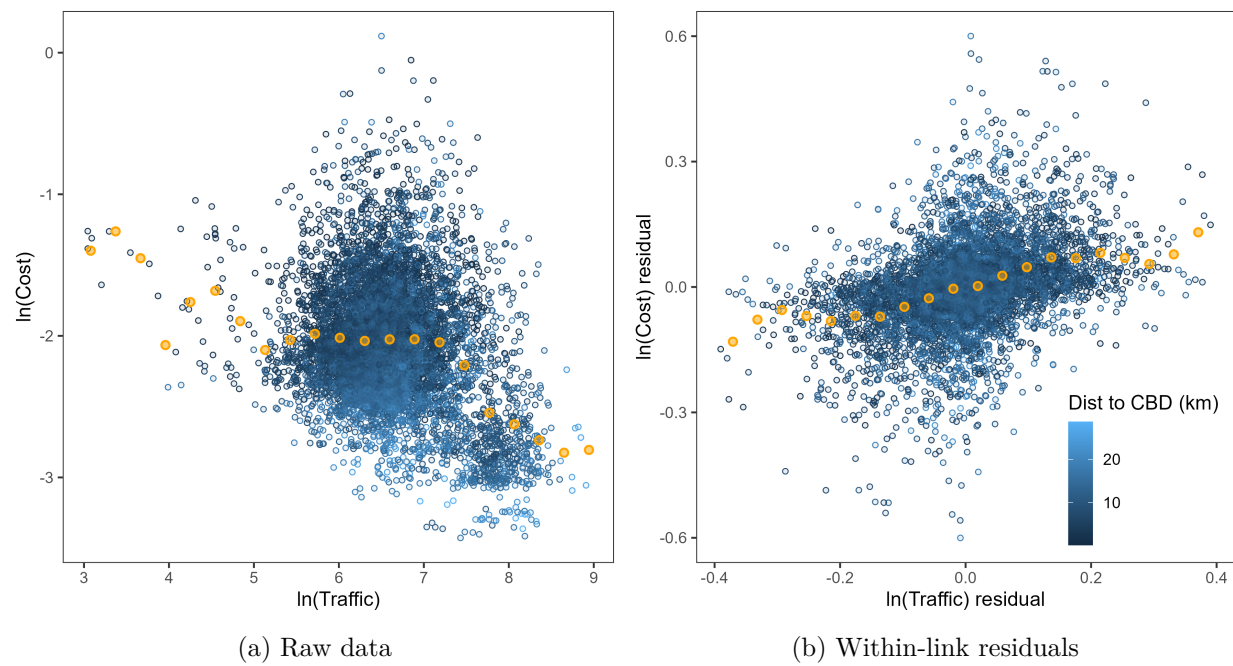 0
-1
-2
-3
ln(Cost)
3 4 5 6 7 8 9
ln(Traffic)
(a) Raw data
0.6
0.3
0.0
-0.3
-0.6
ln(Cost) residual
Dist to CBD (km)
20
10
-0.4 -0.2 0.0 0.2 0.4
ln(Traffic) residual
(b) Within-link residuals